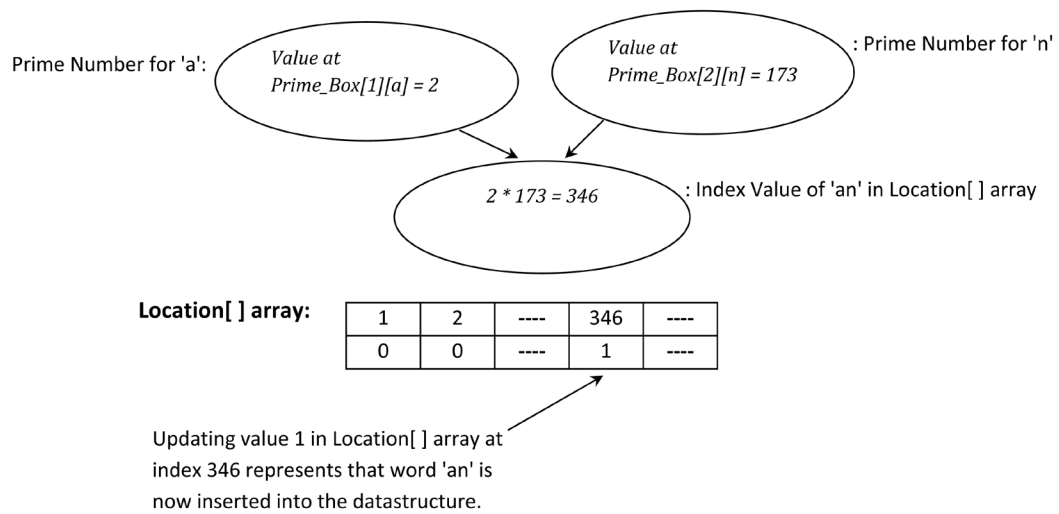 Prime Number for 'a':
Value at
Prime_Box[1][a] = 2
Value at
Prime_Box[2][n] = 173
: Prime Number for 'n'
2 * 173 = 346
: Index Value of 'an' in Location[ ] array
Location[ ] array:
1 2 ---- 346 ----
0 0 ---- 1 ----
Updating value 1 in Location[ ] array at
index 346 represents that word 'an' is
now inserted into the datastructure.